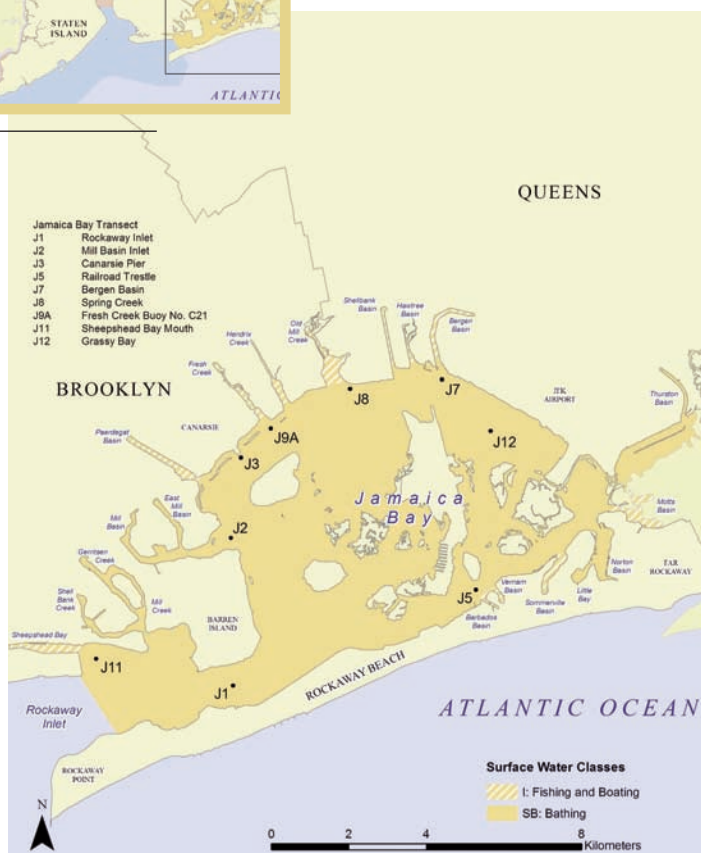 STATEN
ISLAND
ATLANTIC
QUEENS
Jamaica Bay Transect
J1 Rockaway Inlet
J2 Mill Basin Inlet
J3 Canarsie Pier
J5 Railroad Trestle
J7 Bergen Basin
J8 Spring Creek
J9A Fresh Creek Buoy No. C21
J11 Sheepshead Bay Mouth
J12 Grassy Bay
Shellbank
Basin
Hawtree
Basin
Bergen
Basin
Old
Mill
Creek
Hendrix
Creek
Fresh
Creek
BROOKLYN
J8
J7
JFK
AIRPORT
Thurston
Basin
CANARSIE
J9A
J12
Paerdegat
Basin
J3
Jamaica
Bay
East
Mill
Basin
Mill
Basin
J2
Motts
Basin
Gerritsen
Creek
Shell
Bank
Creek
Mill
Creek
BARREN
ISLAND
J5
Vernam
Basin
Barbados
Basin
Sommerville
Basin
Little
Bay
Norton
Basin
TAR
ROCKAWAY
Sheepshead Bay
J11
J1
ROCKAWAY BEACH
Rockaway
Inlet
ATLANTIC OCEAN
ROCKAWAY
POINT
Surface Water Classes
I: Fishing and Boating
SB: Bathing
N
0 2 4 8
Kilometers